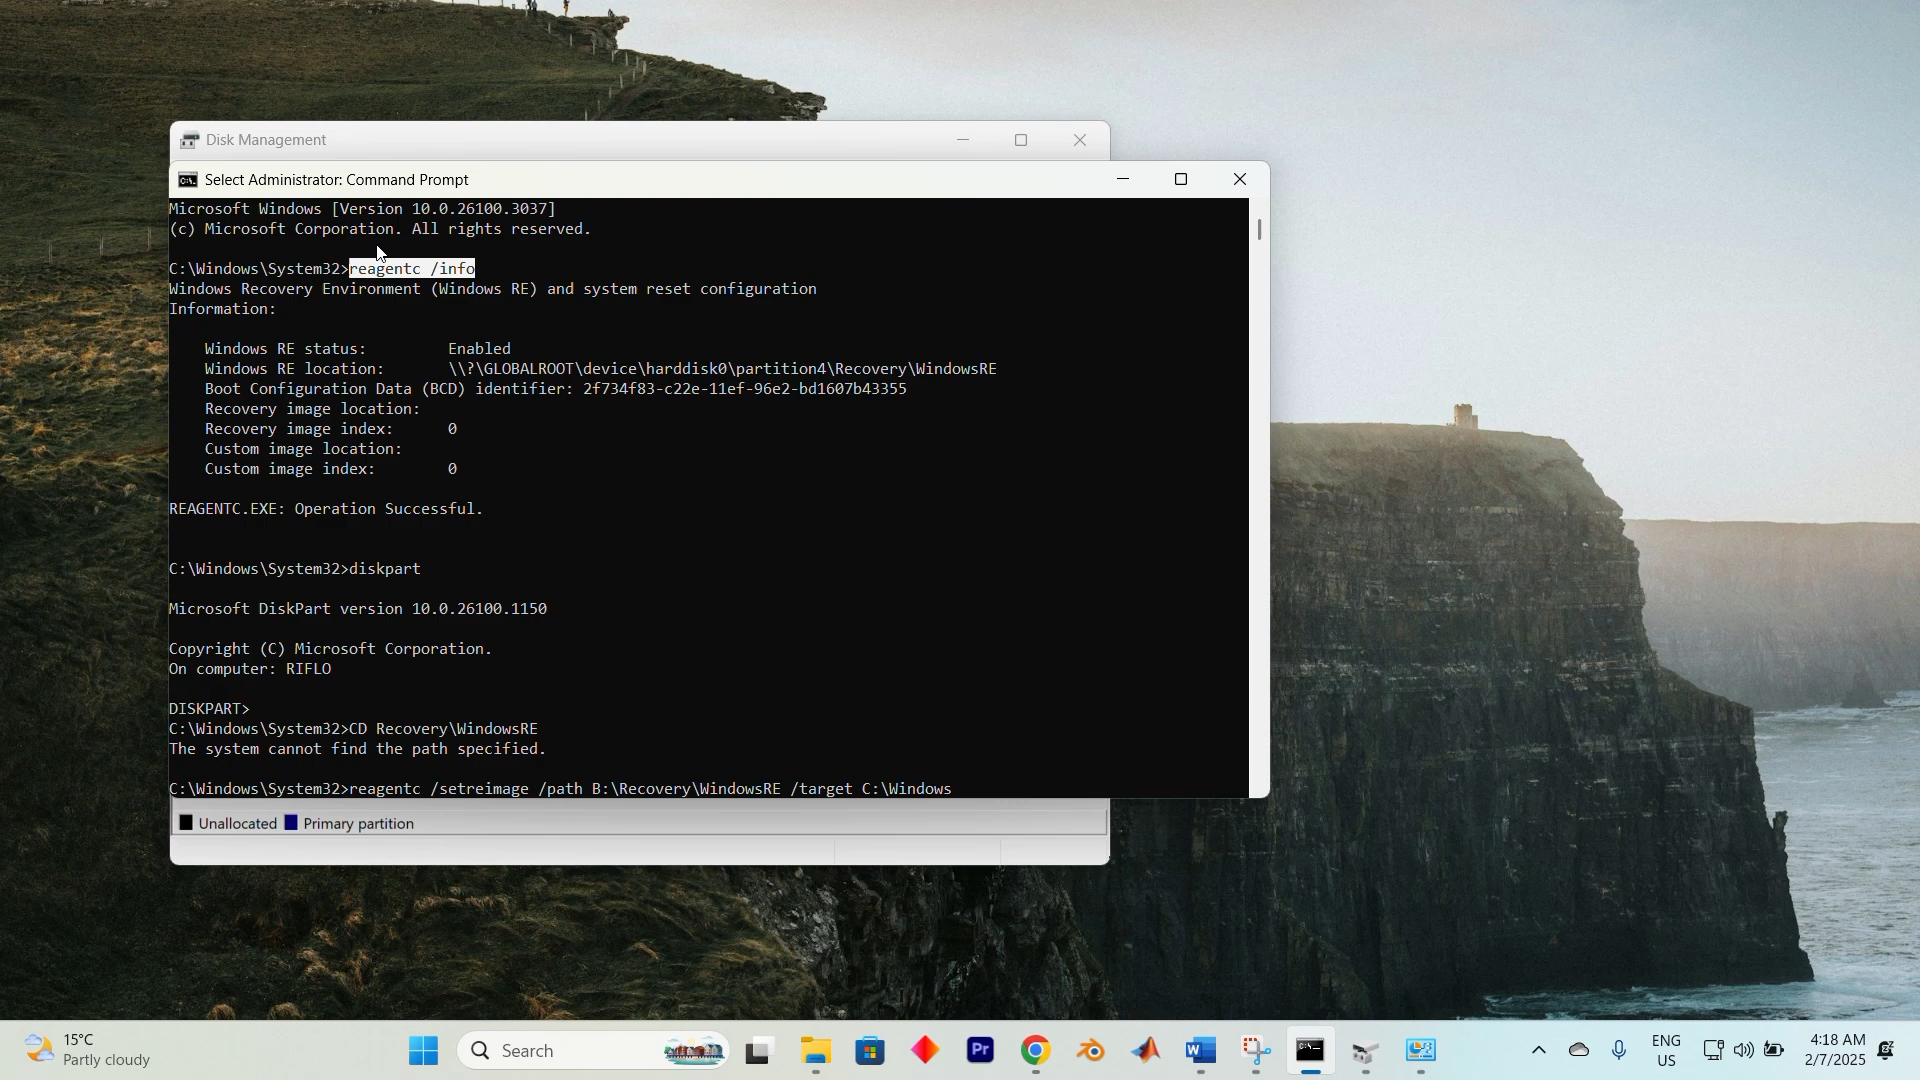 Disk Management
Select Administrator: Command Prompt
Microsoft Windows [Version 10.0.26100.3037]
(c) Microsoft Corporation. All rights reserved.
C:\Windows\System32>reagentc /info
Windows Recovery Environment (Windows RE) and system reset configuration
Information:
Windows RE status: Enabled
Windows RE location: \\?\GLOBALROOT\device\harddisk0\partition4\Recovery\WindowsRE
Boot Configuration Data (BCD) identifier: 2f734f83-c22e-11ef-96e2-bd1607b43355
Recovery image location:
Recovery image index: 0
Custom image location:
Custom image index: 0
REAGENTC.EXE: Operation Successful.
C:\Windows\System32>diskpart
Microsoft DiskPart version 10.0.26100.1150
Copyright (C) Microsoft Corporation.
On computer: RIFLO
DISKPART>
C:\Windows\System32>CD Recovery\WindowsRE
The system cannot find the path specified.
C:\Windows\System32>reagentc /setreimage /path B:\Recovery\WindowsRE /target C:\Windows
Unallocated Primary partition
15°C
Partly cloudy
Search
Pr
W
ENG
US
4:18 AM
2/7/2025